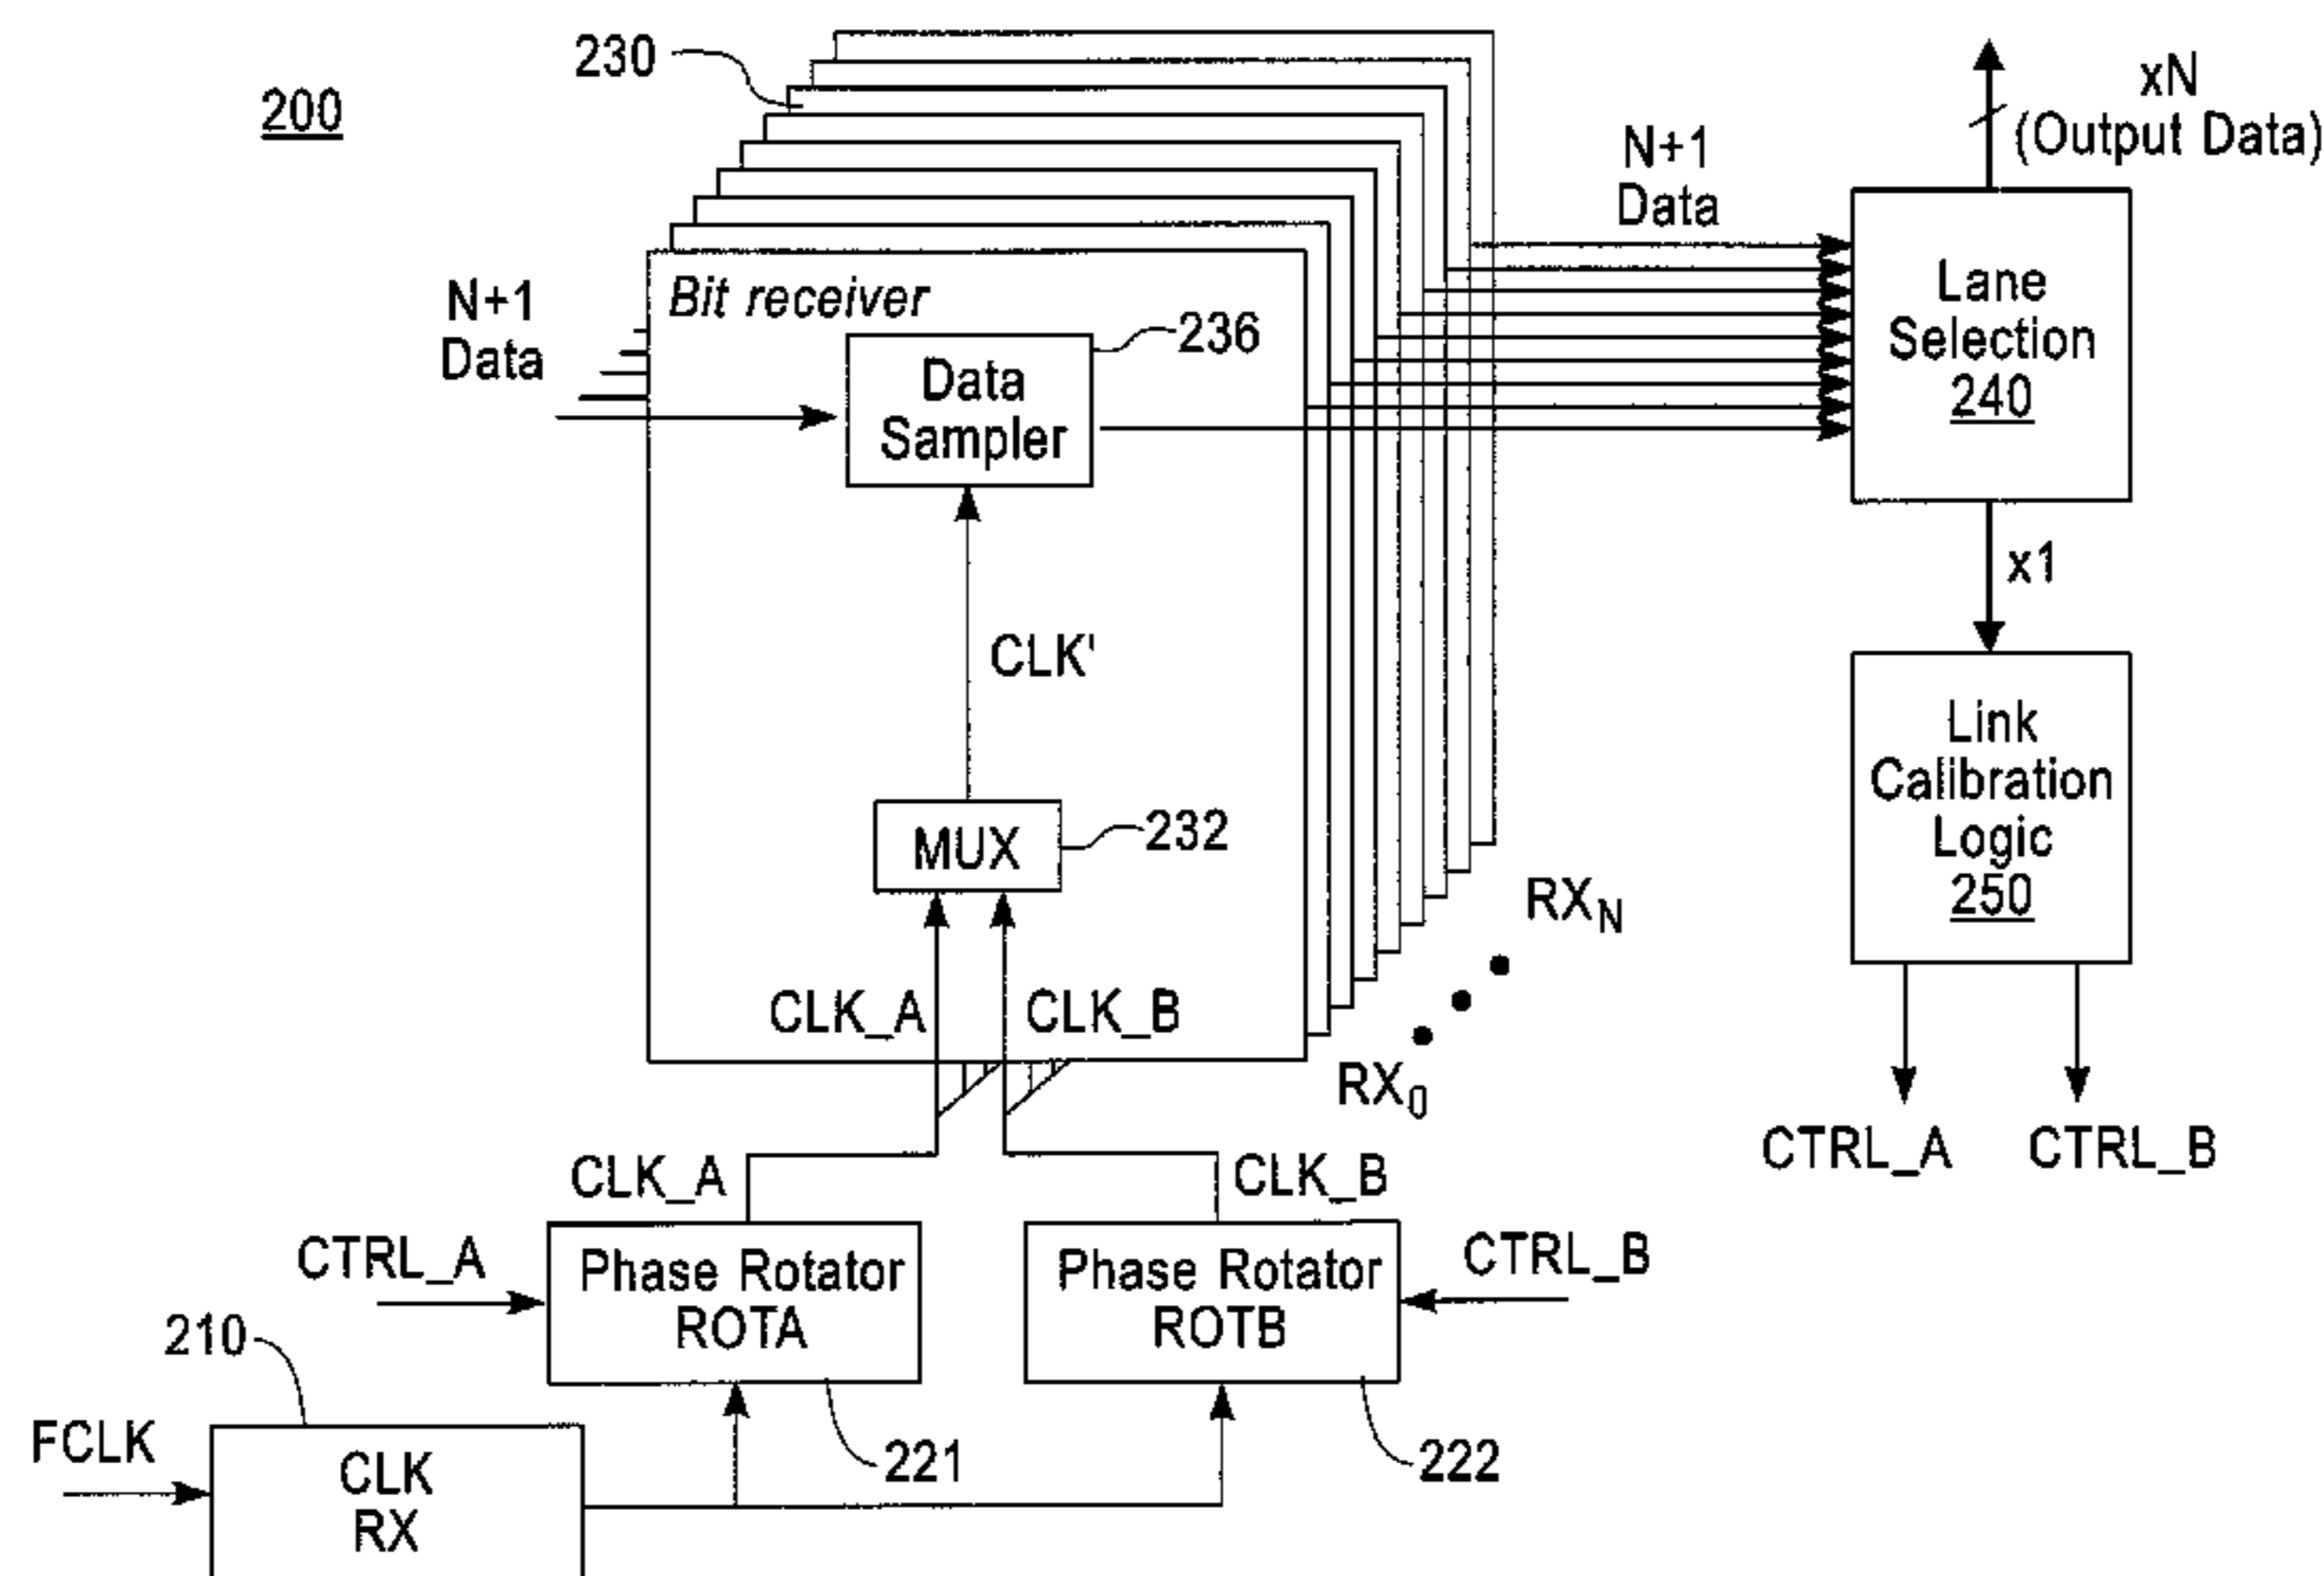 200
230
xN
(Output Data)
N+1
Data
N+1
Data
Bit receiver
236
Data
Sampler
Lane
Selection
240
CLK'
x1
MUX
232
Link
Calibration
Logic
250
RX_N
CLK_A
CLK_B
RX_0
CTRL_A
CTRL_B
CLK_A
CLK_B
CTRL_A
Phase Rotator
ROTA
Phase Rotator
ROTB
CTRL_B
210
221
222
FCLK
CLK
RX